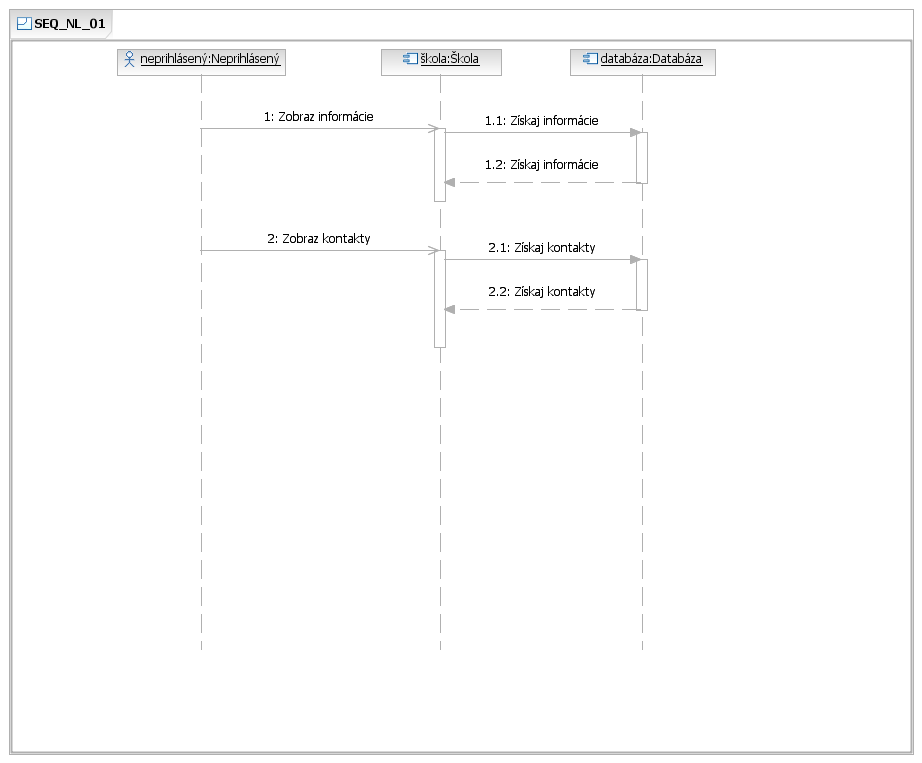 SEQ_NL_01
neprihlásený:Neprihlásený
škola:Škola
databáza:Databáza
1: Zobraz informácie
1.1: Získaj informácie
1.2: Získaj informácie
2: Zobraz kontakty
2.1: Získaj kontakty
2.2: Získaj kontakty